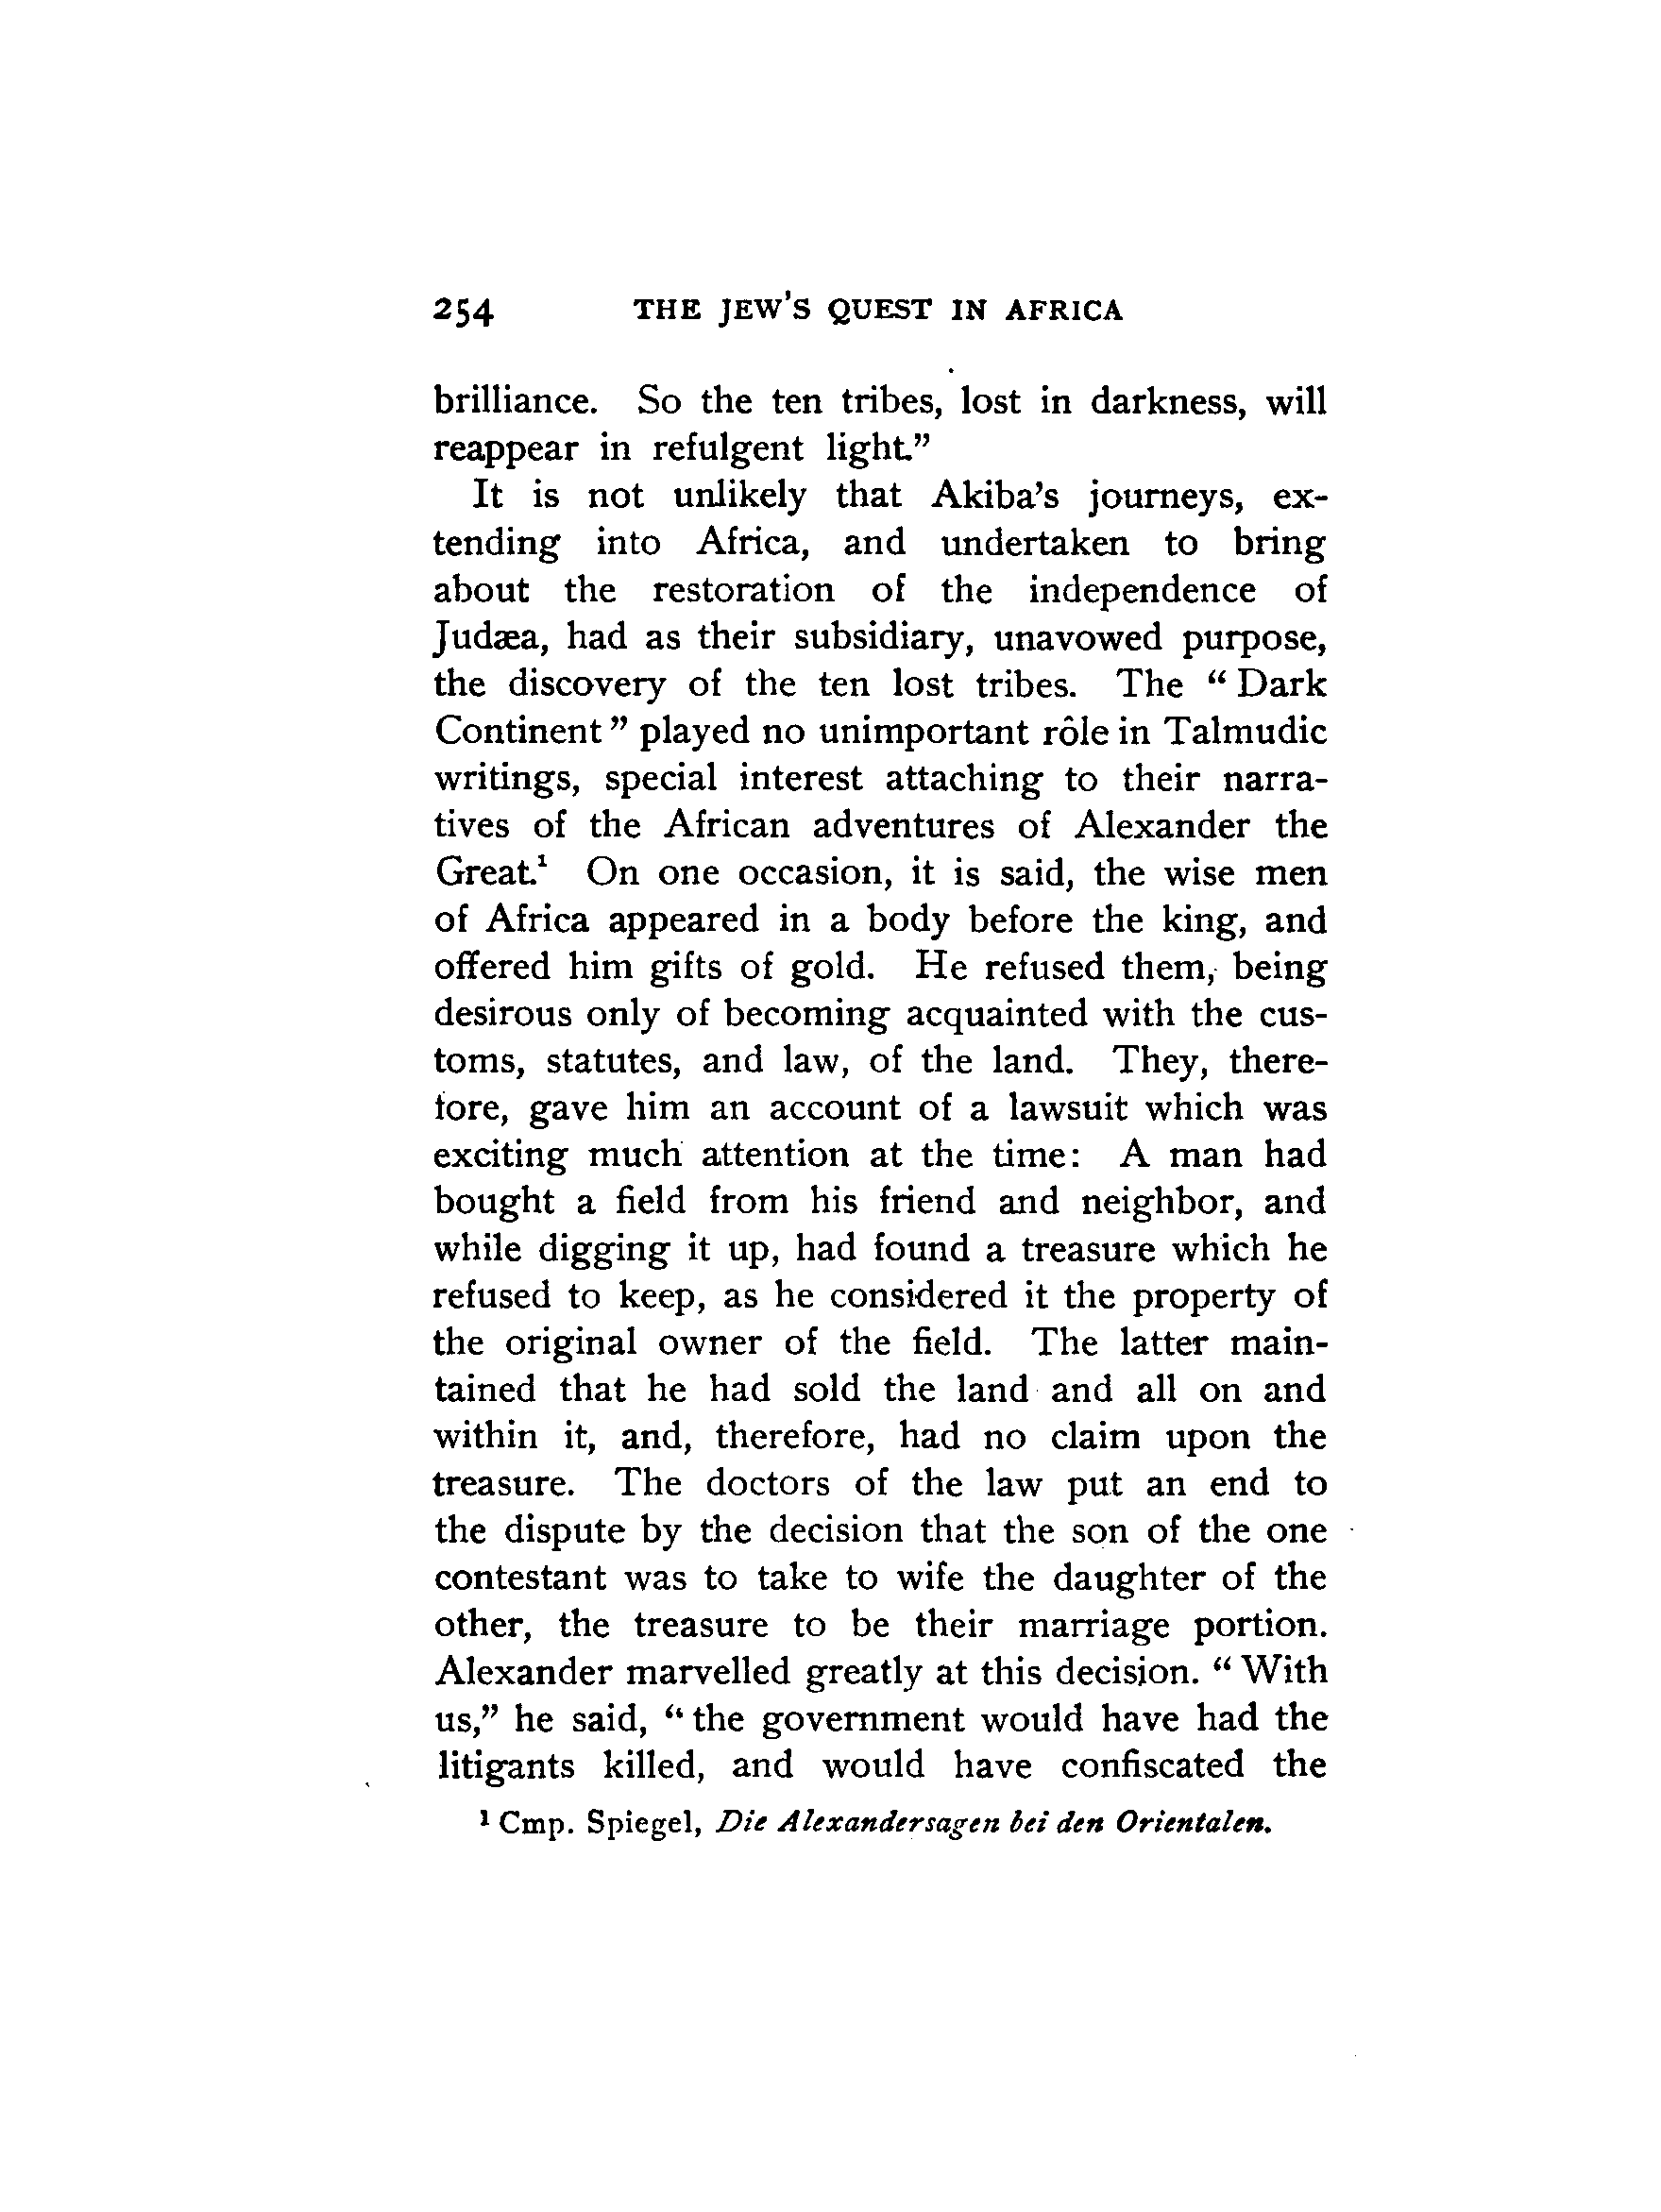 254 THE JEW'S QUEST IN AFRICA
brilliance. So the ten tribes, lost in darkness, will
reappear in refulgent light.”
It is not unlikely that Akiba’s journeys, ex-
tending into Africa, and undertaken to bring
about the restoration of the independence of
Judæa, had as their subsidiary, unavowed purpose,
the discovery of the ten lost tribes. The “ Dark
Continent ” played no unimportant rôle in Talmudic
writings, special interest attaching to their narra-
tives of the African adventures of Alexander the
Great.¹ On one occasion, it is said, the wise men
of Africa appeared in a body before the king, and
offered him gifts of gold. He refused them, being
desirous only of becoming acquainted with the cus-
toms, statutes, and law, of the land. They, there-
fore, gave him an account of a lawsuit which was
exciting much attention at the time: A man had
bought a field from his friend and neighbor, and
while digging it up, had found a treasure which he
refused to keep, as he considered it the property of
the original owner of the field. The latter main-
tained that he had sold the land and all on and
within it, and, therefore, had no claim upon the
treasure. The doctors of the law put an end to
the dispute by the decision that the son of the one
contestant was to take to wife the daughter of the
other, the treasure to be their marriage portion.
Alexander marvelled greatly at this decision. “ With
us,” he said, “ the government would have had the
litigants killed, and would have confiscated the
¹ Cmp. Spiegel, Die Alexandersagen bei den Orientalen.